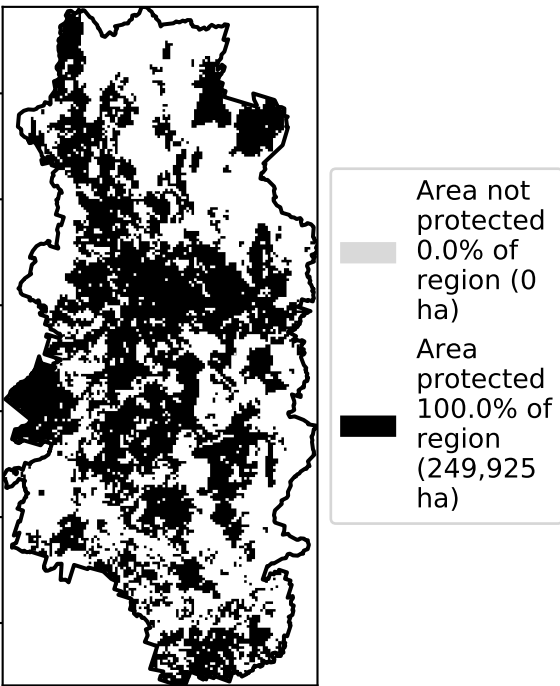 Area not
protected
0.0% of
region (0
ha)
Area
protected
100.0% of
region
(249,925
ha)